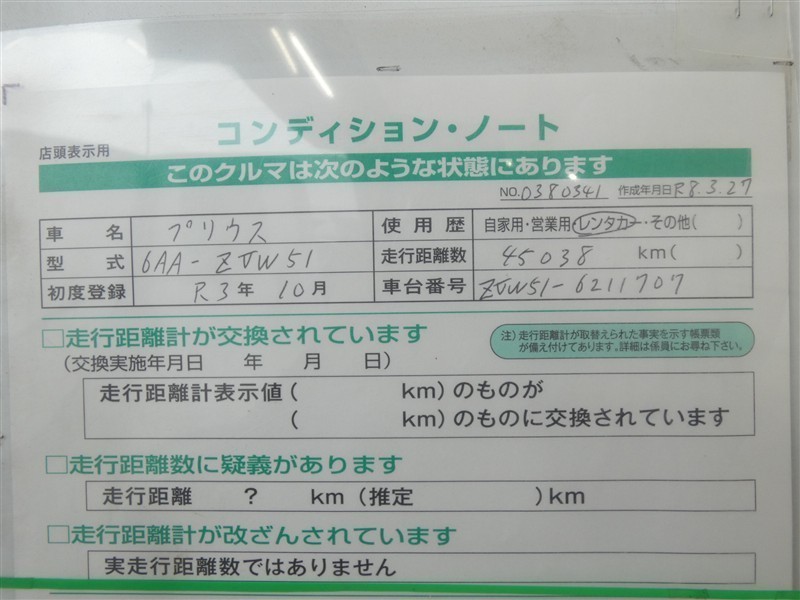 コンディション・ノート
店頭表示用
このクルマは次のような状態にあります
NO.0380341 作成年月日R8.3.27
車名 プリウス 使用歴 自家用・営業用・レンタカー・その他( )
型式 6AA-ZVW51 走行距離数 45038 km( )
初度登録 R3年10月 車台番号 ZVW51-6211707
□走行距離計が交換されています
注）走行距離計が取替えられた事実を示す帳票類
が備え付けてあります。詳細は係員にお尋ね下さい。
（交換実施年月日 年 月 日）
走行距離計表示値( km)のものが
( km)のものに交換されています
□走行距離数に疑義があります
走行距離 ? km（推定 )km
□走行距離計が改ざんされています
実走行距離数ではありません